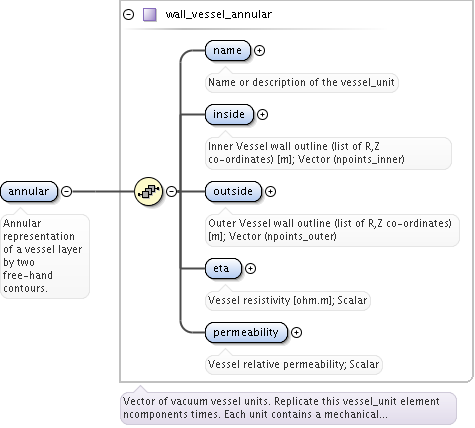 wall_vessel_annular
name
Name or description of the vessel_unit
inside
Inner Vessel wall outline (list of R,Z
co-ordinates) [m]; Vector (npoints_inner)
annular
Annular
representation
of a vessel layer
by two
free-hand
contours.
outside
Outer Vessel wall outline (list of R,Z co-ordinates)
[m]; Vector (npoints_outer)
eta
Vessel resistivity [ohm.m]; Scalar
permeability
Vessel relative permeability; Scalar
Vector of vacuum vessel units. Replicate this vessel_unit element
ncomponents times. Each unit contains a mechanical...